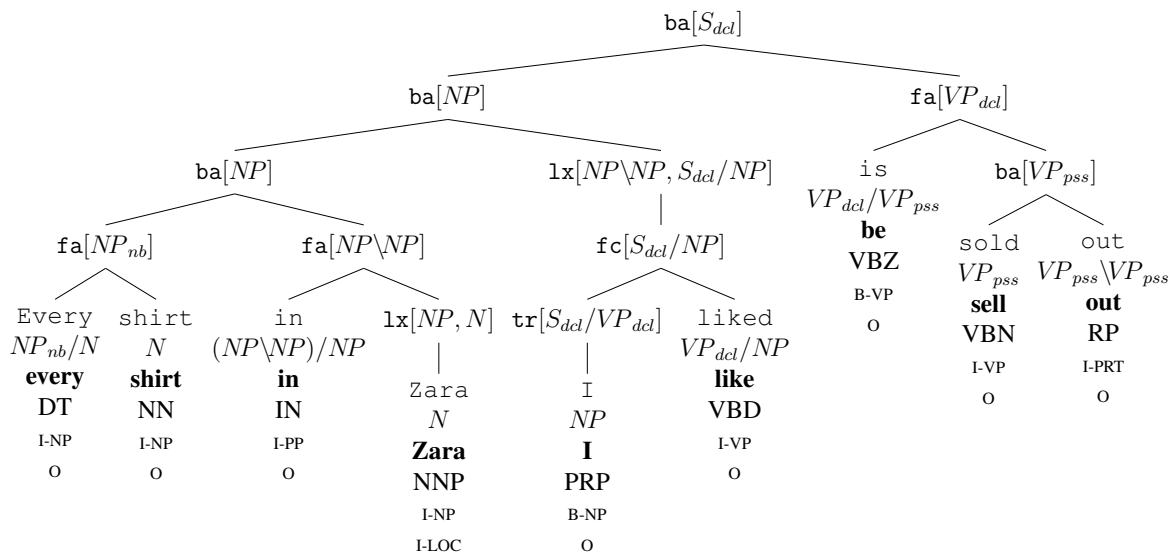 ba[S_dcl]
ba[NP] fa[VP_dcl]
ba[NP] lx[NP\NP, S_dcl/NP] is ba[VP_pss]
VP_dcl/VP_pss
fa[NP_nb] fa[NP\NP] fc[S_dcl/NP] be sold out
VBZ VP_pss VP_pss\VP_pss
B-VP sell out
Every shirt in lx[NP, N] tr[S_dcl/VP_dcl] liked O VBN RP
NP_nb/N N (NP\NP)/NP VP_dcl/NP I-VP I-PRT
every shirt in Zara I like O O
DT NN IN N NP VBD
I-NP I-NP I-PP Zara I I-VP
O O O NNP PRP O
I-NP B-NP
I-LOC O